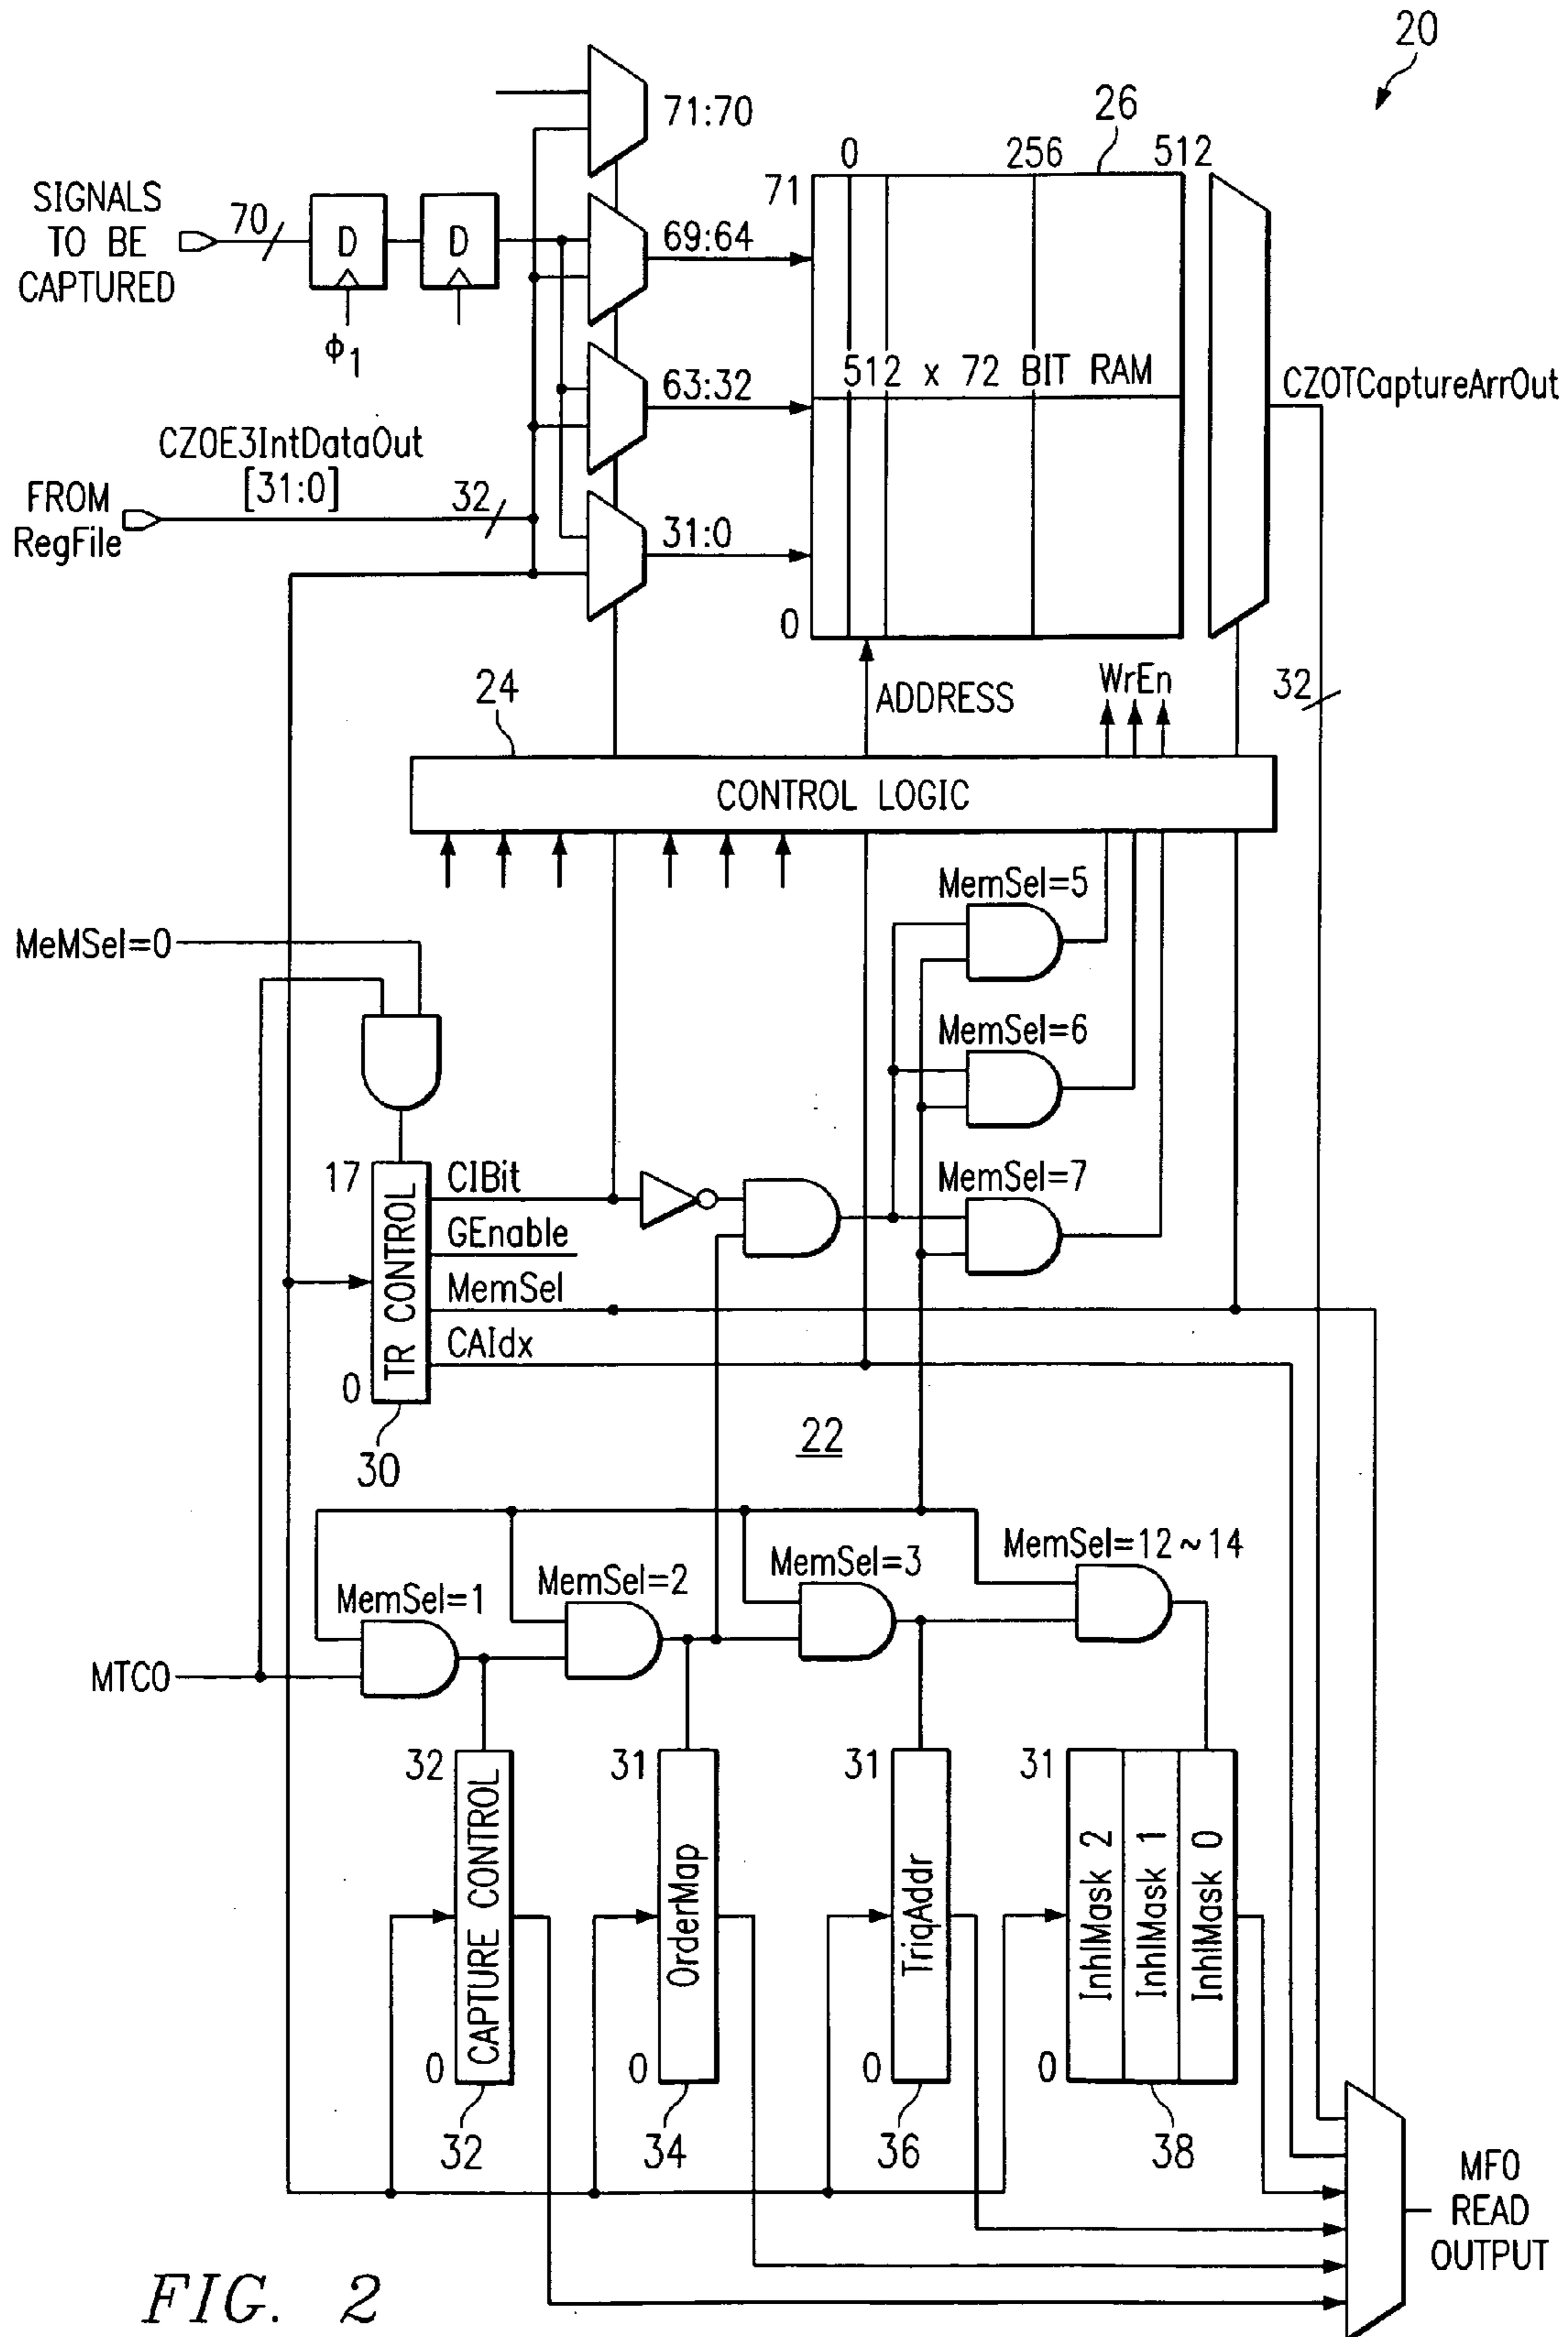 20
71:70
26
0
256
512
71
SIGNALS
TO BE
CAPTURED
70
D
D
69:64
ϕ1
512 x 72 BIT RAM
63:32
CZOTCaptureArrOut
CZOE3IntDataOut
[31:0]
FROM
RegFile
32
31:0
0
24
ADDRESS
WrEn
32
CONTROL LOGIC
MemSel=5
MeMSel=0
MemSel=6
17
CIBit
MemSel=7
GEnable
TR CONTROL
MemSel
CAIdx
0
30
22
MemSel=1
MemSel=2
MemSel=3
MemSel=12~14
MTC0
32
31
31
31
CAPTURE CONTROL
OrderMap
TriqAddr
InhlMask 2
InhlMask 1
InhlMask 0
0
0
0
0
32
34
36
38
MFO
READ
OUTPUT
FIG. 2